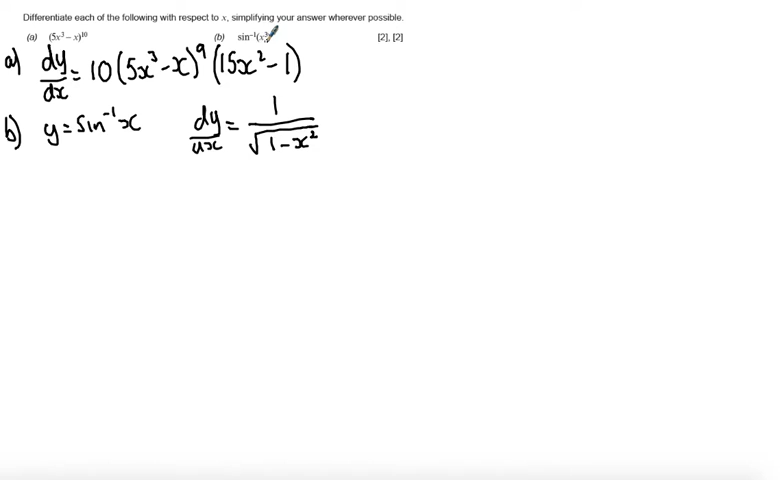 Differentiate each of the following with respect to x, simplifying your answer wherever possible.
(a) (5x³ – x)¹⁰ (b) sin⁻¹(x³) [2], [2]
a) dy/dx = 10(5x³ - x)⁹ (15x² - 1)
b) y = sin⁻¹x dy/dx = 1/√(1 - x²)